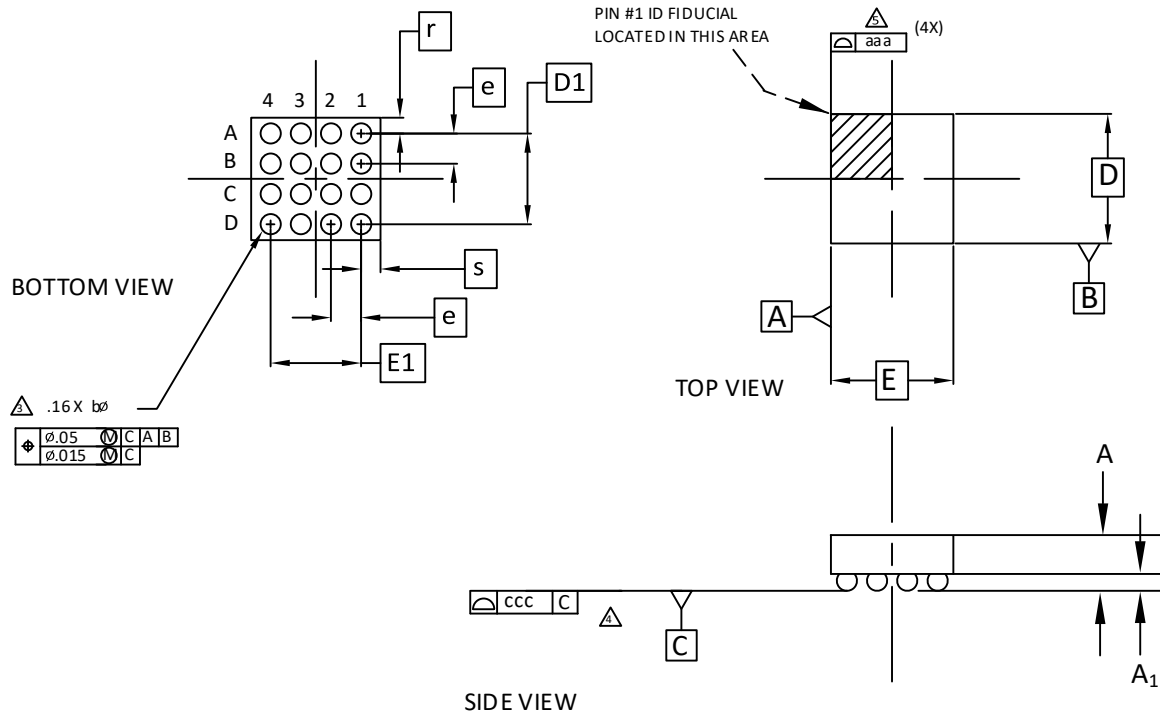 r
D1
e
4 3 2 1
A
B
C
D
s
e
E1
BOTTOM VIEW
3 .16 X bø
⌖ Ø.05 Ⓜ C A B
Ø.015 Ⓜ C
PIN #1 ID FIDUCIAL
LOCATED IN THIS AREA
5
⌓ aaa (4X)
D
B
A
E
TOP VIEW
A
⌓ ccc C
4
C
A₁
SIDE VIEW